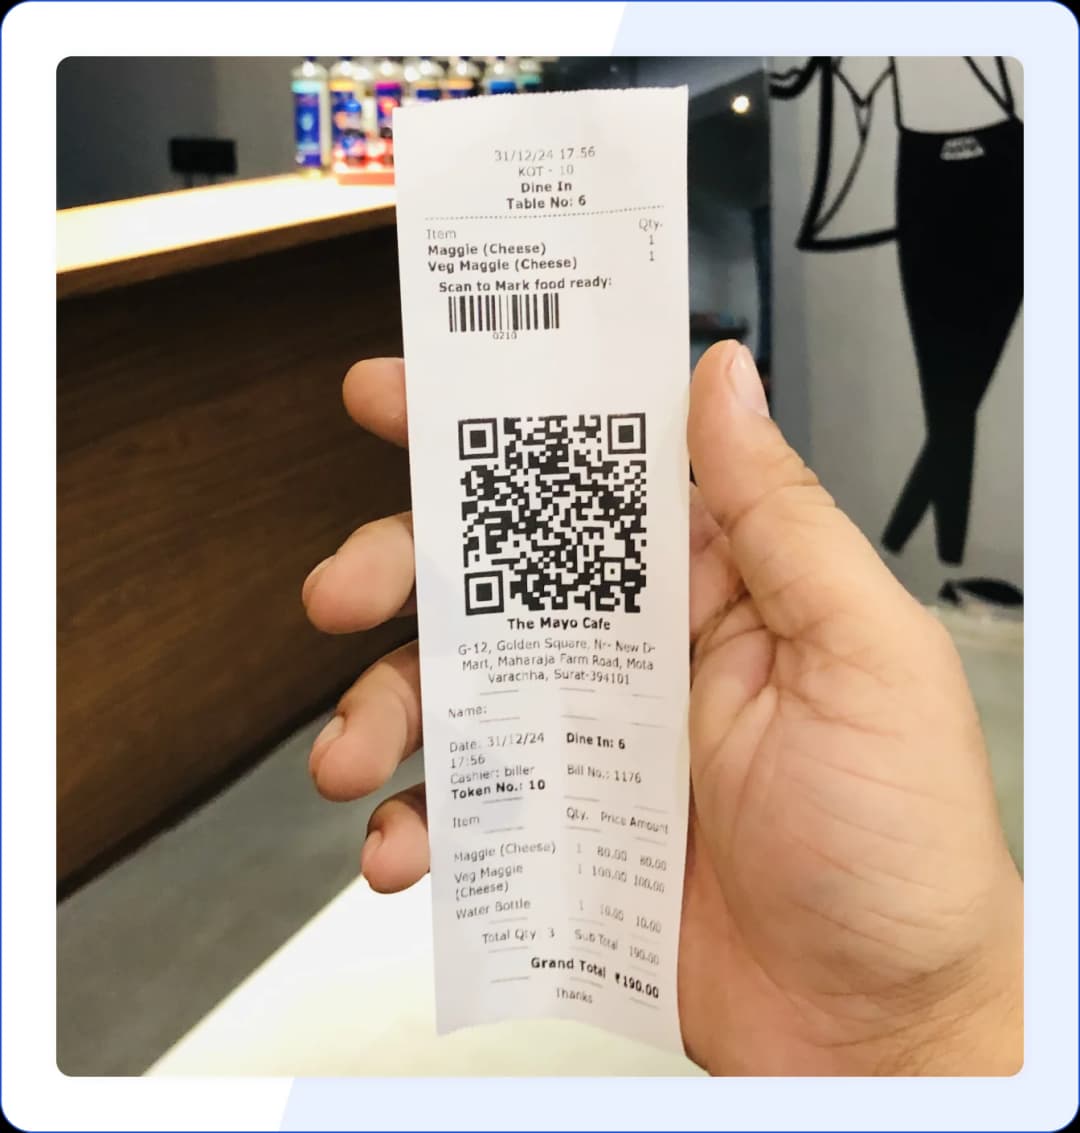 31/12/24 17:56
KOT - 10
Dine In
Table No: 6
Item Qty.
Maggie (Cheese) 1
Veg Maggie (Cheese) 1
Scan to Mark food ready:
0210
The Mayo Cafe
G-12, Golden Square, Nr- New D-
Mart, Maharaja Farm Road, Mota
Varachha, Surat-394101
Name:
Date: 31/12/24 Dine In: 6
17:56
Cashier: biller Bill No.: 1176
Token No.: 10
Item Qty. Price Amount
Maggie (Cheese) 1 80.00 80.00
Veg Maggie 1 100.00 100.00
(Cheese)
Water Bottle 1 10.00 10.00
Total Qty 3 Sub Total 190.00
Grand Total ₹190.00
Thanks